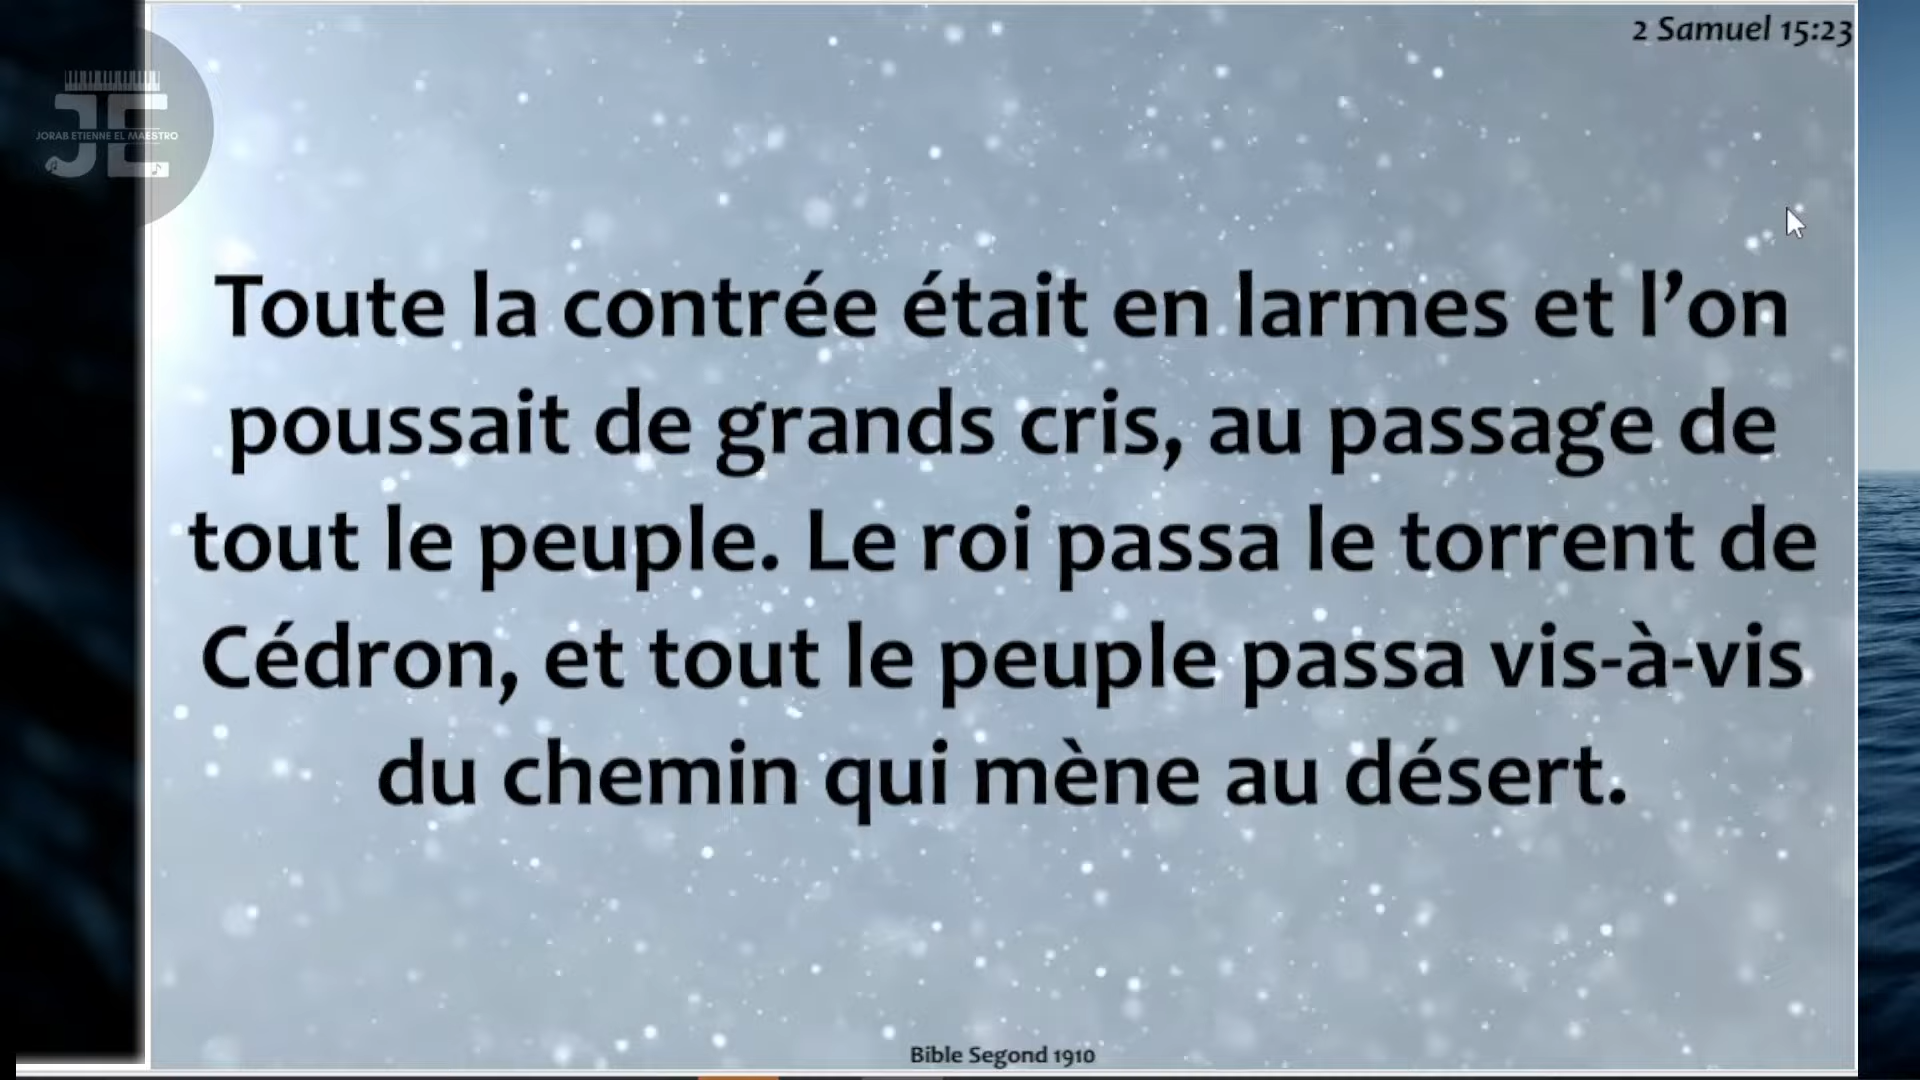 2 Samuel 15:23
JORAB ETIENNE EL MAESTRO
JE
Toute la contrée était en larmes et l’on
poussait de grands cris, au passage de
tout le peuple. Le roi passa le torrent de
Cédron, et tout le peuple passa vis-à-vis
du chemin qui mène au désert.
Bible Segond 1910